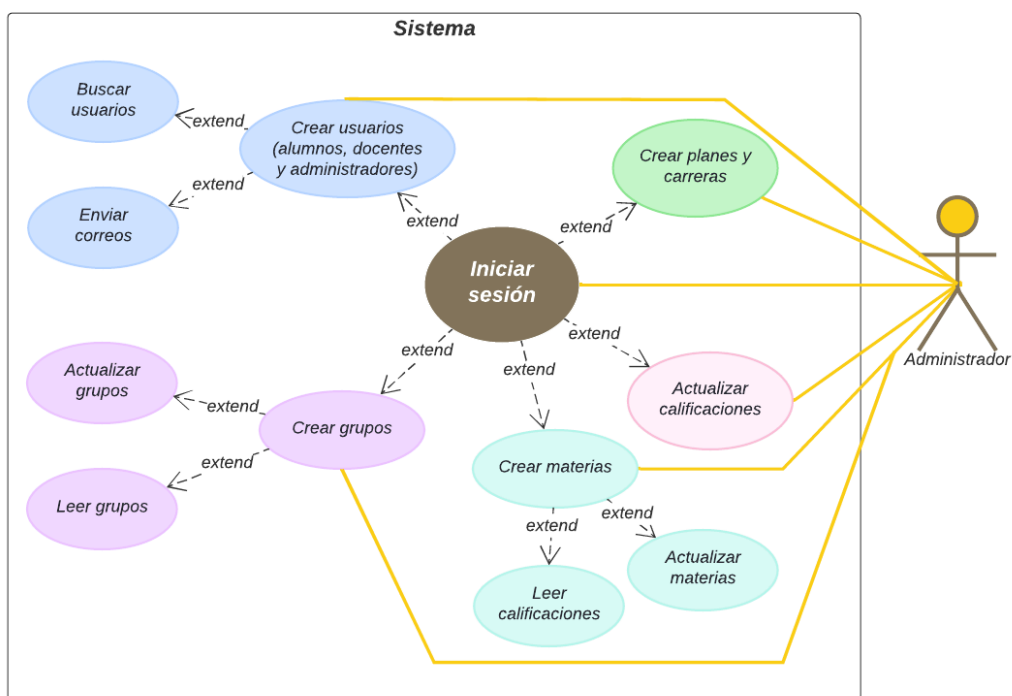 Sistema
Buscar
usuarios
extend
Crear usuarios
(alumnos, docentes
y administradores)
extend
Enviar
correos
extend
Crear planes y
carreras
extend
Iniciar
sesión
Administrador
extend
extend
extend
Actualizar
grupos
extend
Crear grupos
extend
Leer grupos
Actualizar
calificaciones
Crear materias
extend
extend
Leer
calificaciones
Actualizar
materias